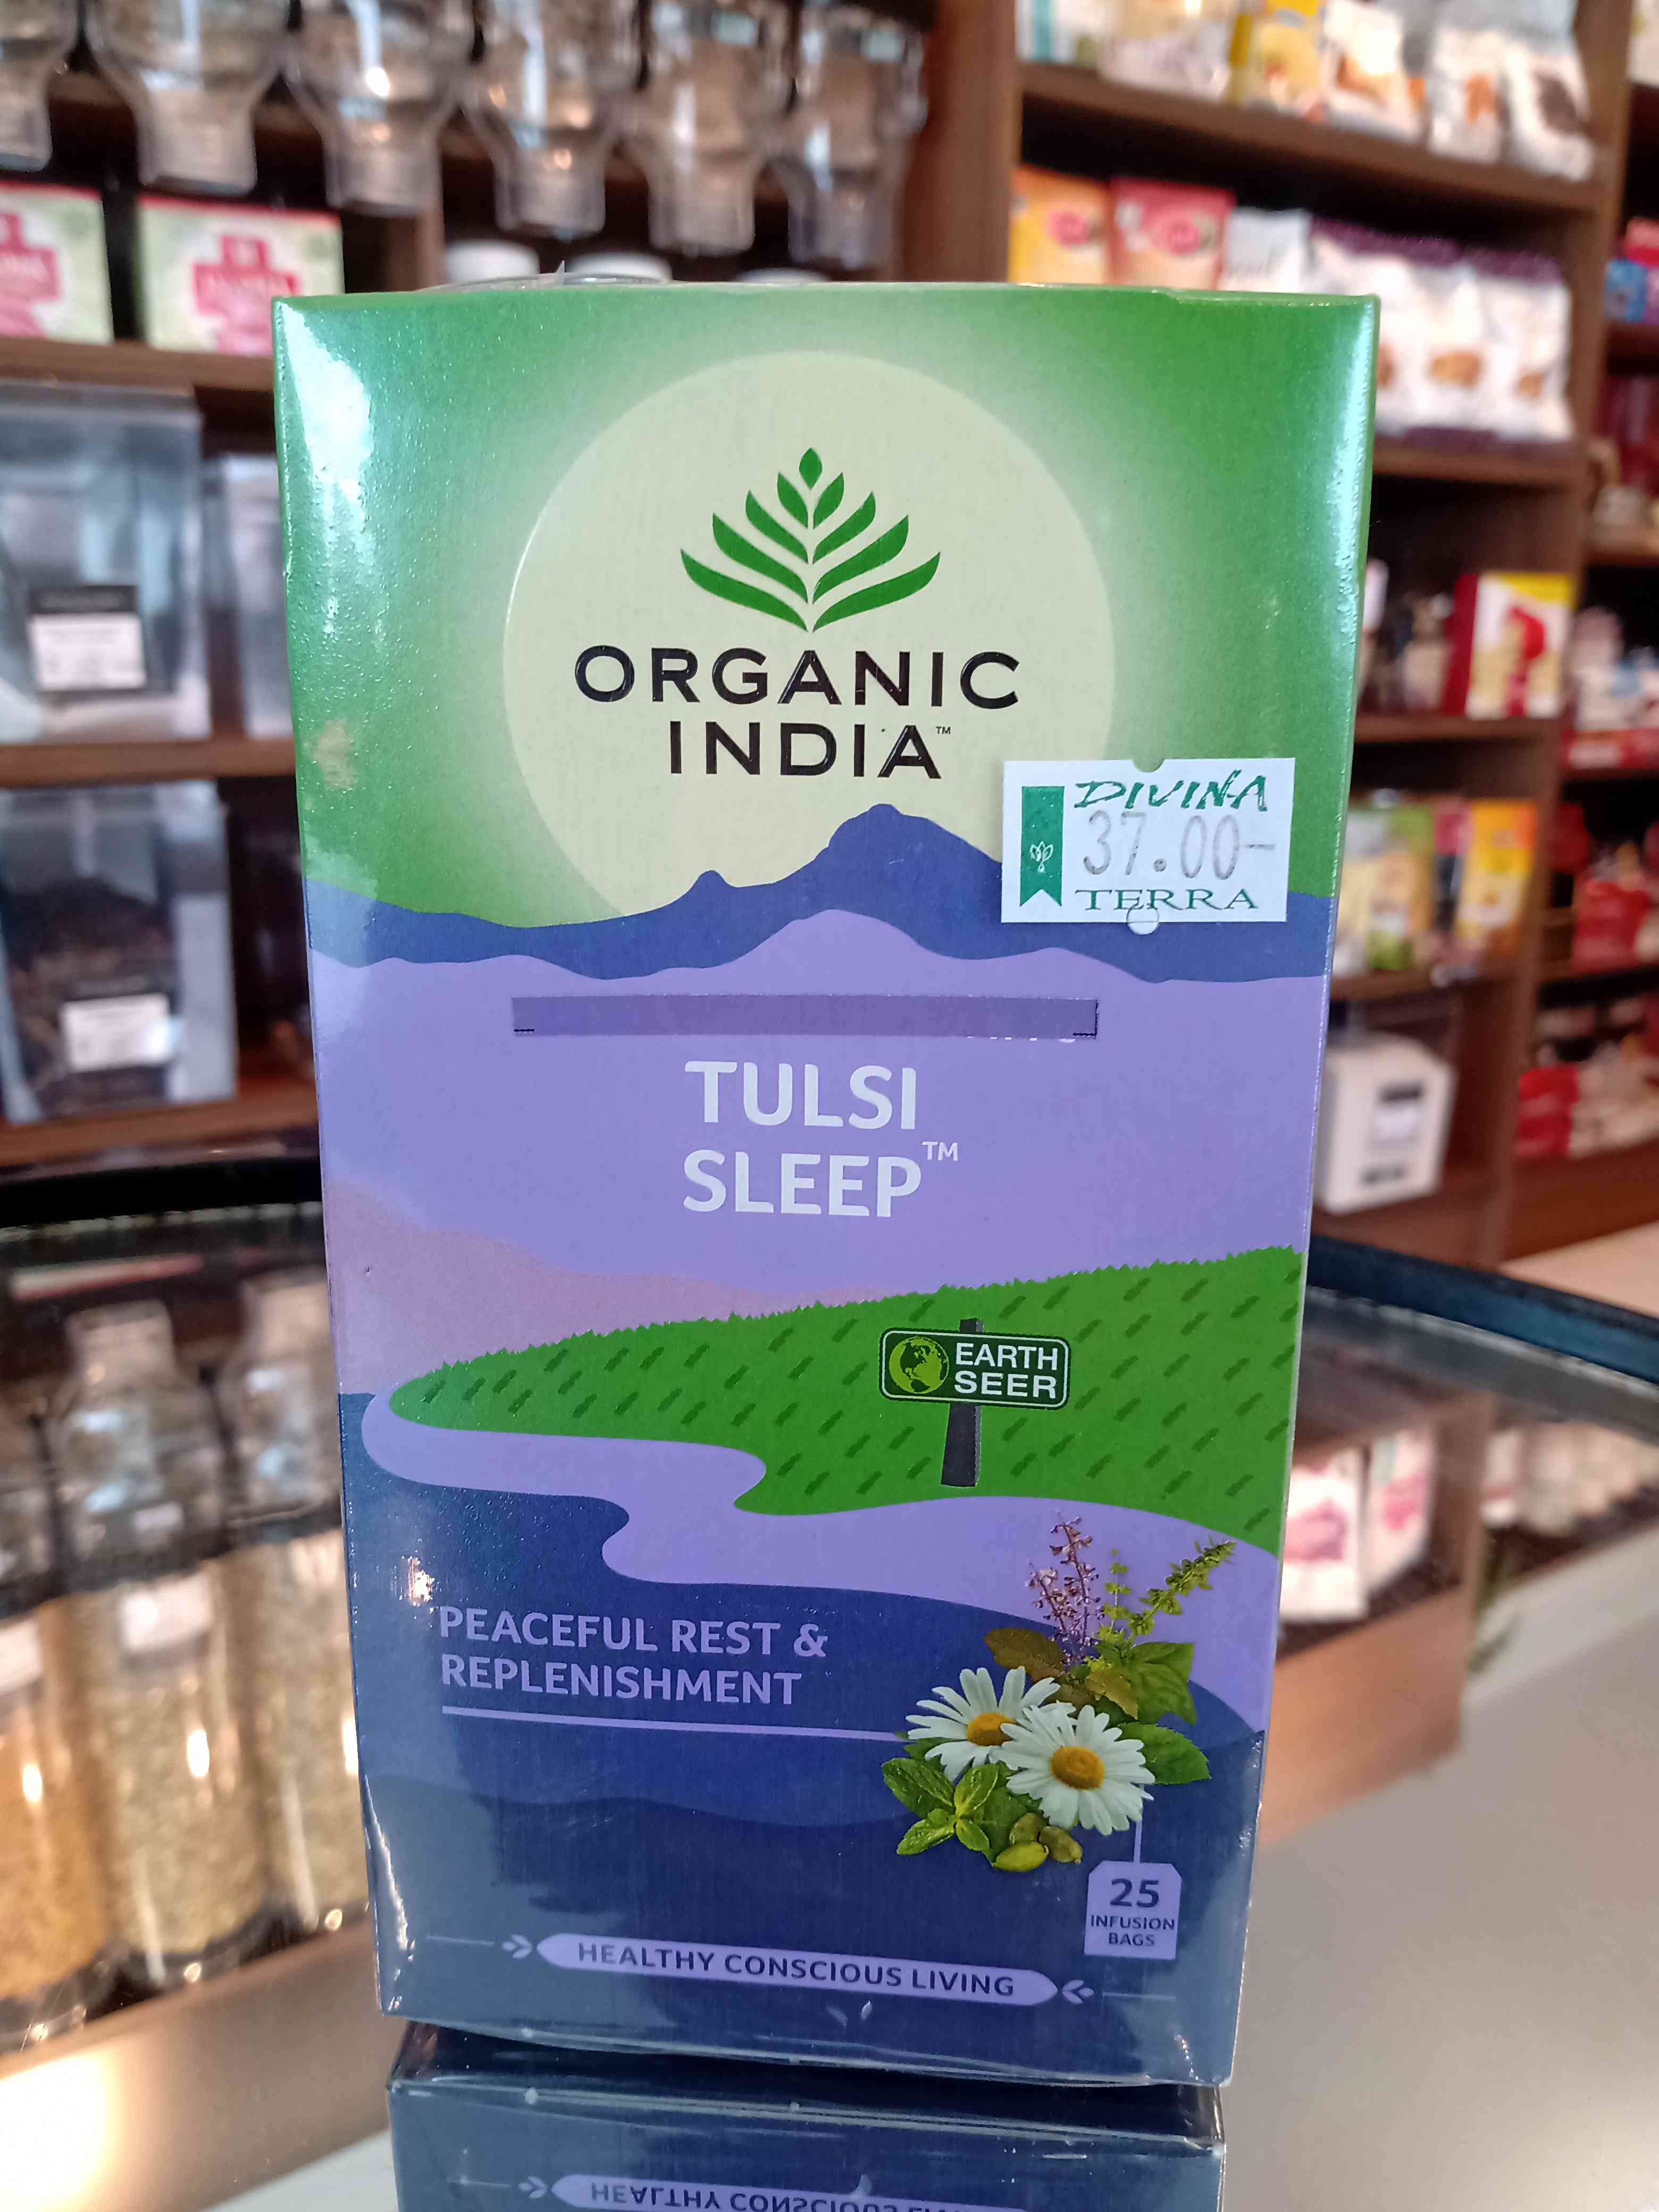 ORGANIC
INDIA™
DIVINA
37.00-
TERRA
TULSI
SLEEP™
EARTH
SEER
PEACEFUL REST &
REPLENISHMENT
25
INFUSION
BAGS
HEALTHY CONSCIOUS LIVING